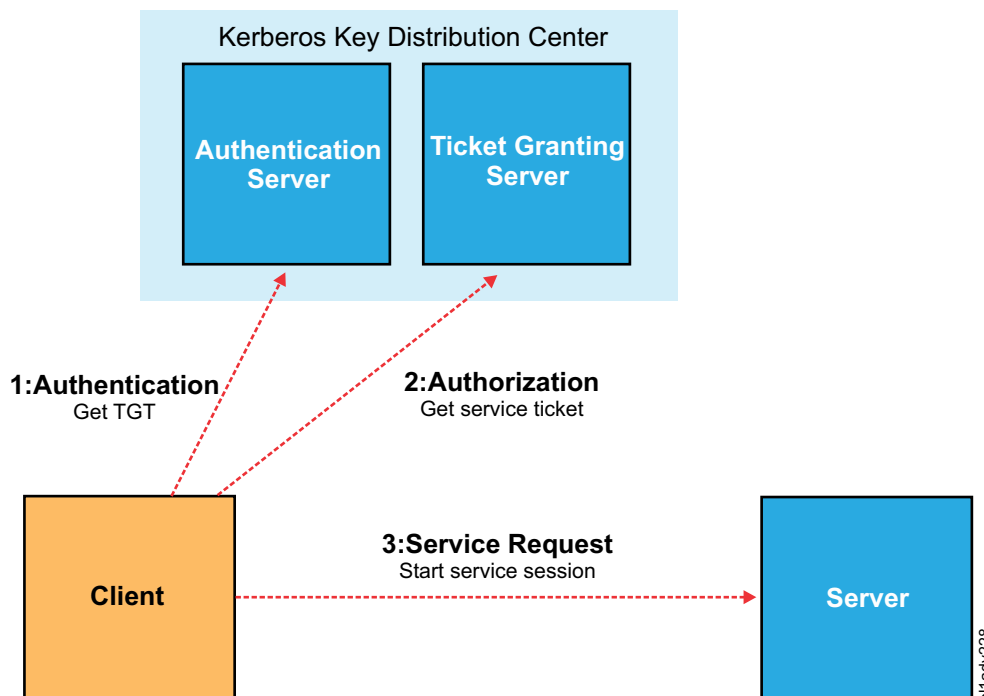 Kerberos Key Distribution Center
Authentication
Server
Ticket Granting
Server
1:Authentication
Get TGT
2:Authorization
Get service ticket
3:Service Request
Start service session
Client
Server